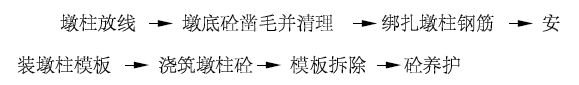 墩柱放线 → 墩底砼凿毛并清理 → 绑扎墩柱钢筋 → 安
装墩柱模板 → 浇筑墩柱砼 → 模板拆除 → 砼养护